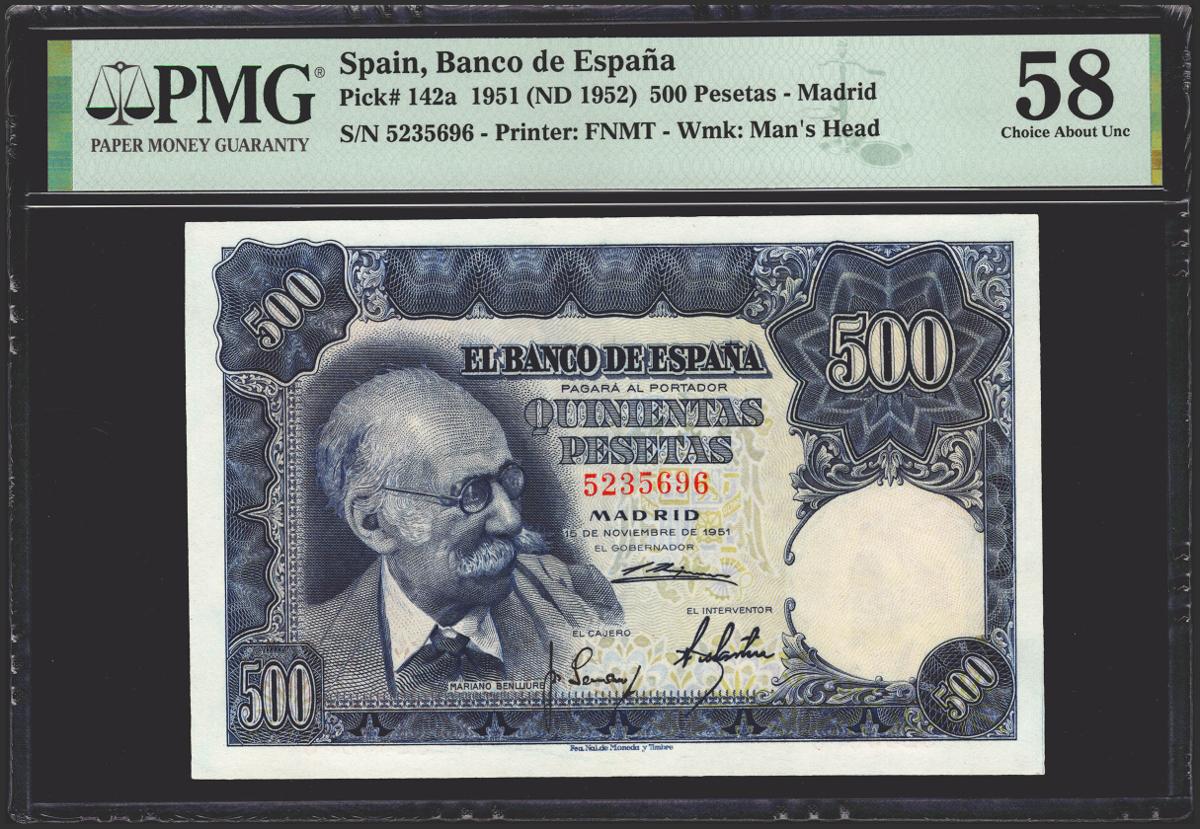 PMG®
PAPER MONEY GUARANTY
Spain, Banco de España
Pick# 142a 1951 (ND 1952) 500 Pesetas - Madrid
S/N 5235696 - Printer: FNMT - Wmk: Man's Head
58
Choice About Unc
500
500
EL BANCO DE ESPAÑA
PAGARÁ AL PORTADOR
QUINIENTAS
PESETAS
5235696
MADRID
15 DE NOVIEMBRE DE 1951
EL GOBERNADOR
EL INTERVENTOR
EL CAJERO
MARIANO BENLLIURE
500
500
Fca. Nal. de Moneda y Timbre